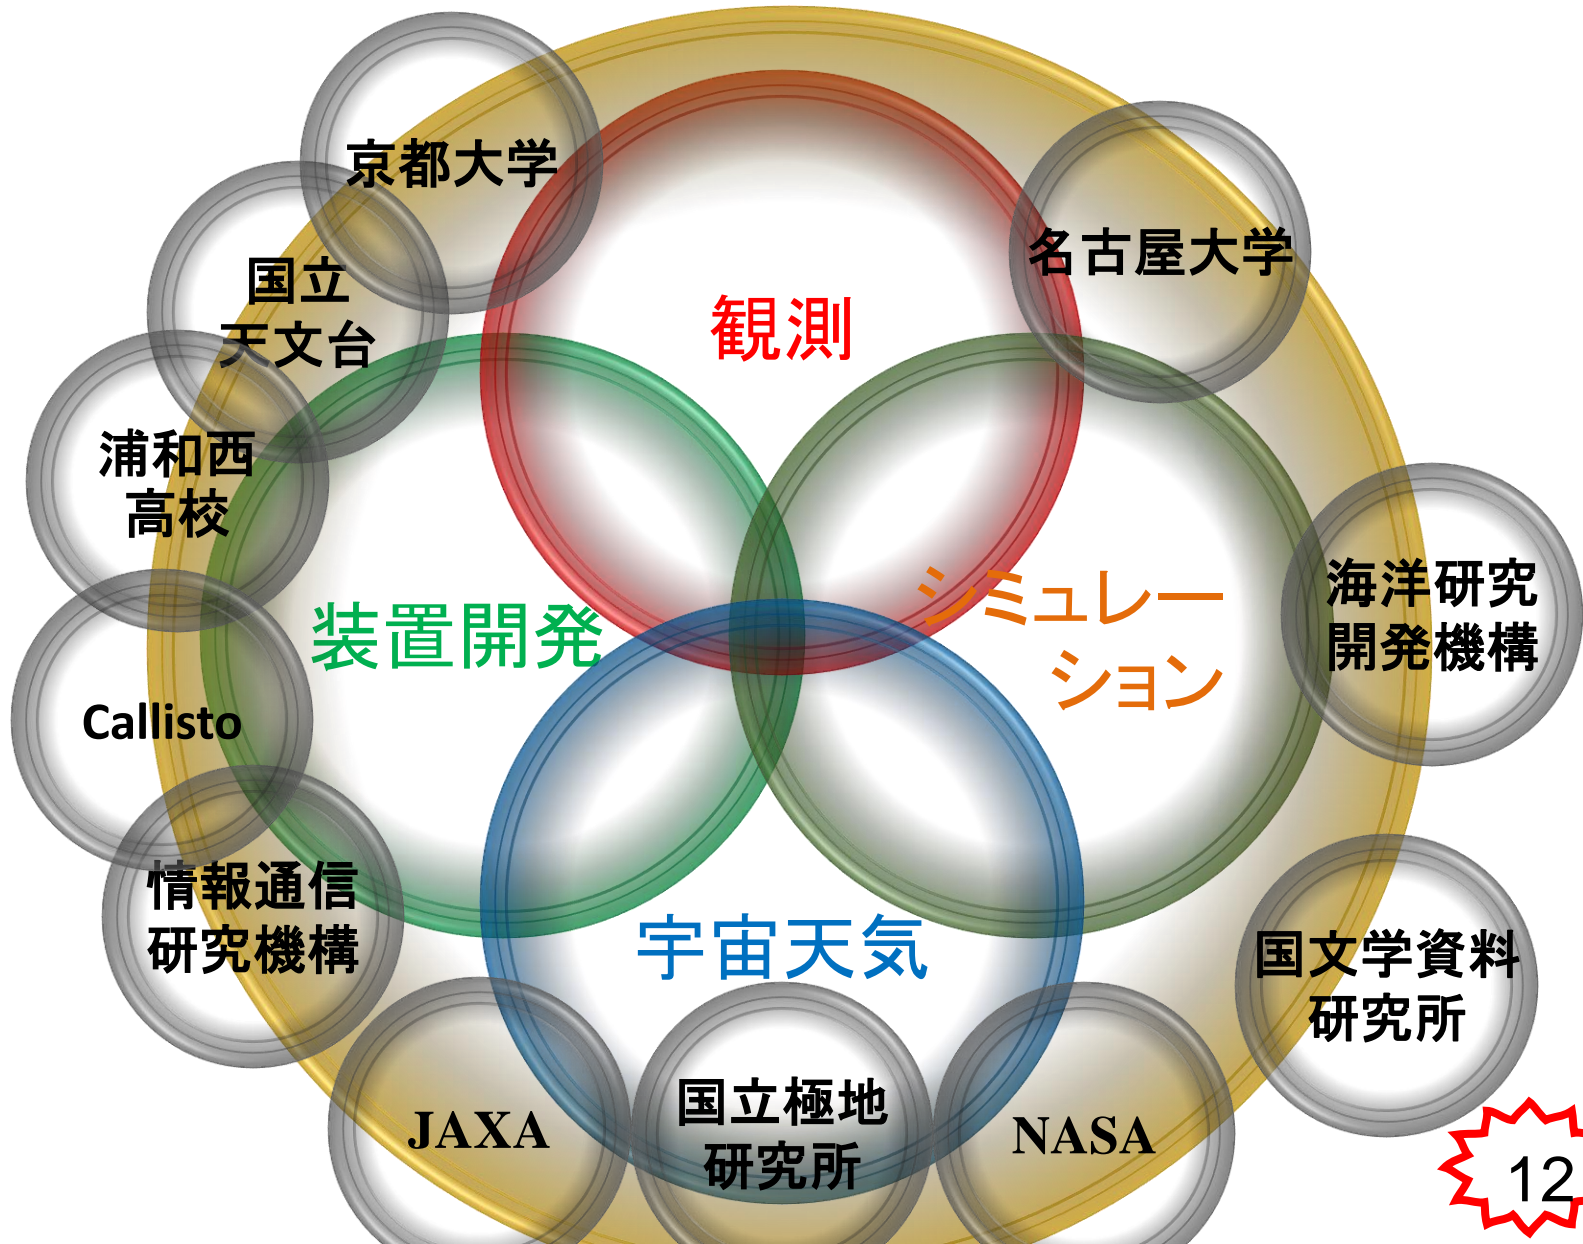 京都大学
名古屋大学
国立
天文台
観測
浦和西
高校
シミュレー
ション
海洋研究
開発機構
装置開発
Callisto
情報通信
研究機構
宇宙天気
国文学資料
研究所
JAXA
国立極地
研究所
NASA
12